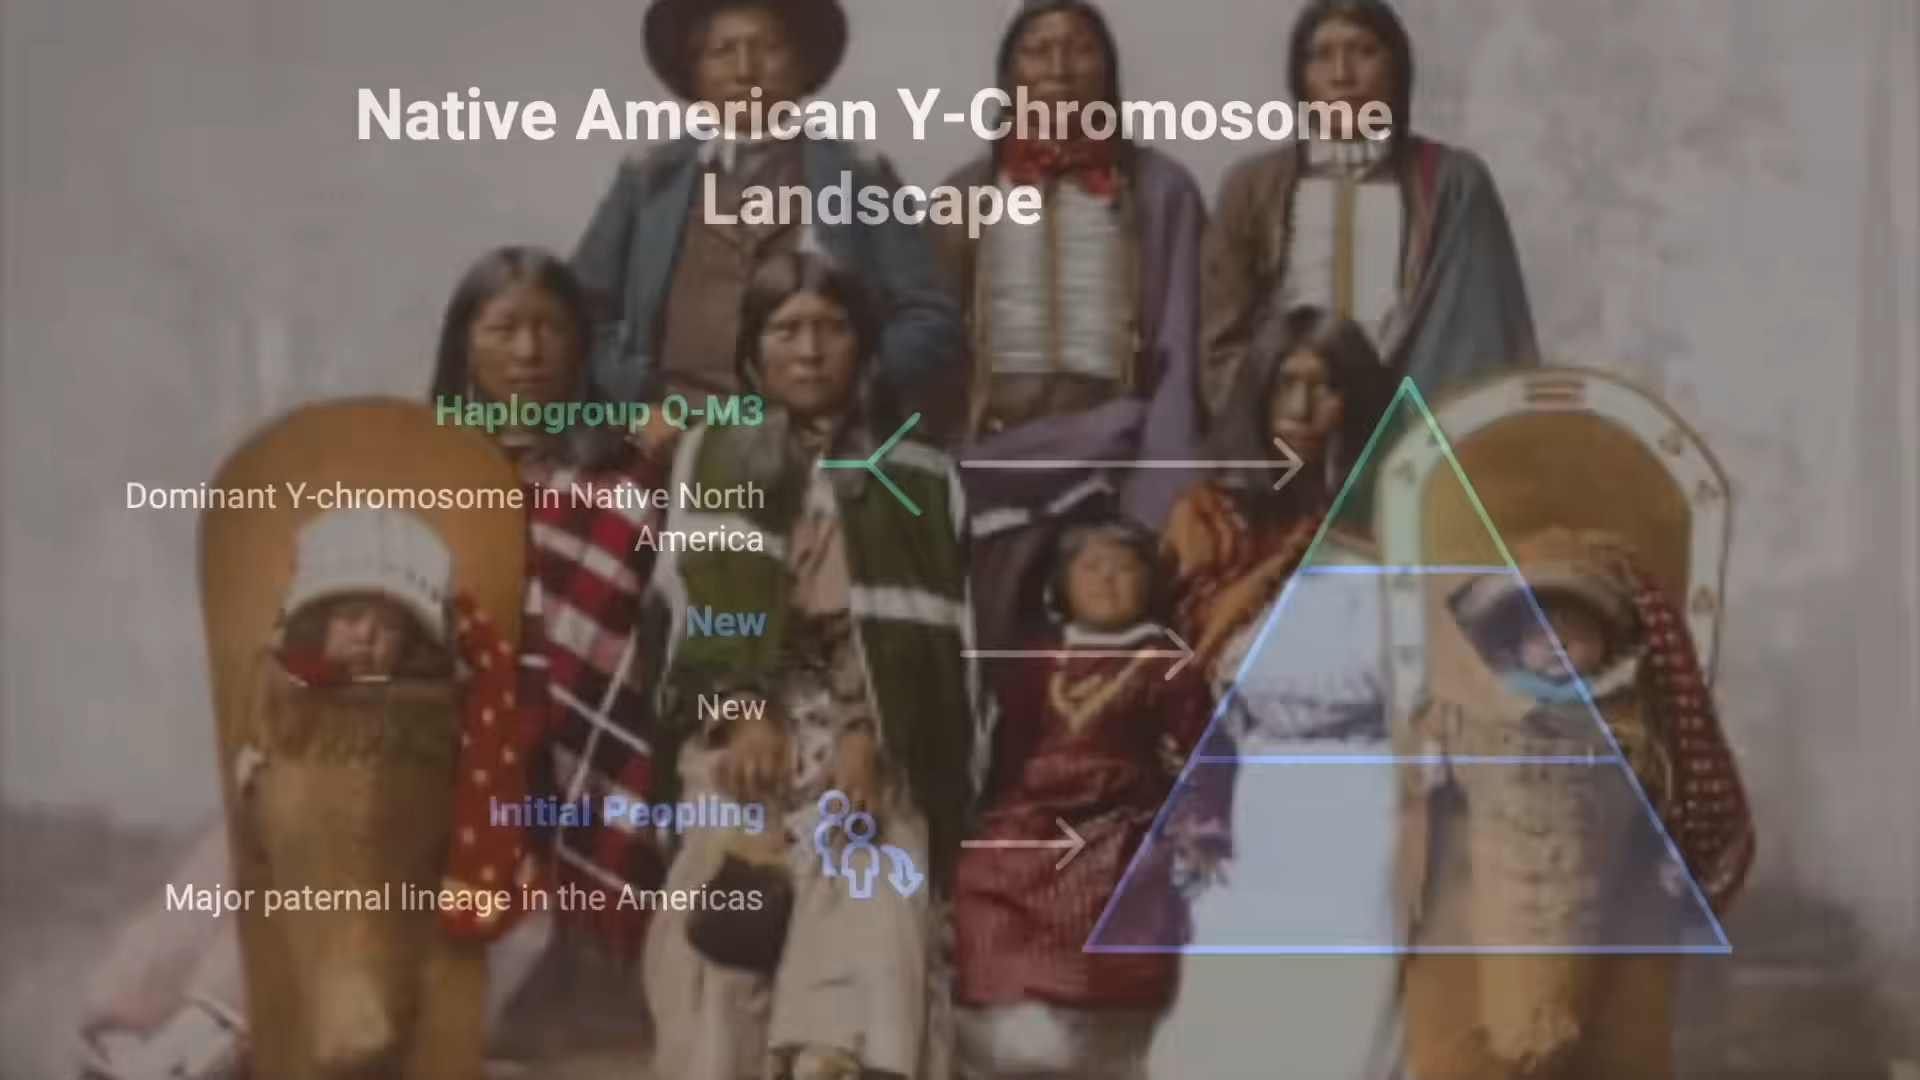 Native American Y-Chromosome
Landscape
Haplogroup Q-M3
Dominant Y-chromosome in Native North
America
New
New
Initial Peopling
Major paternal lineage in the Americas